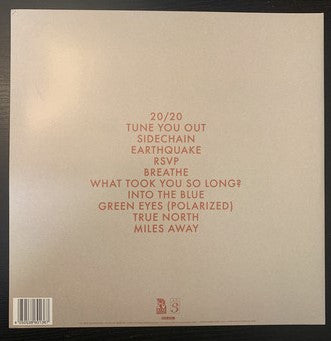 20/20
TUNE YOU OUT
SIDECHAIN
EARTHQUAKE
RSVP
BREATHE
WHAT TOOK YOU SO LONG?
INTO THE BLUE
GREEN EYES (POLARIZED)
TRUE NORTH
MILES AWAY